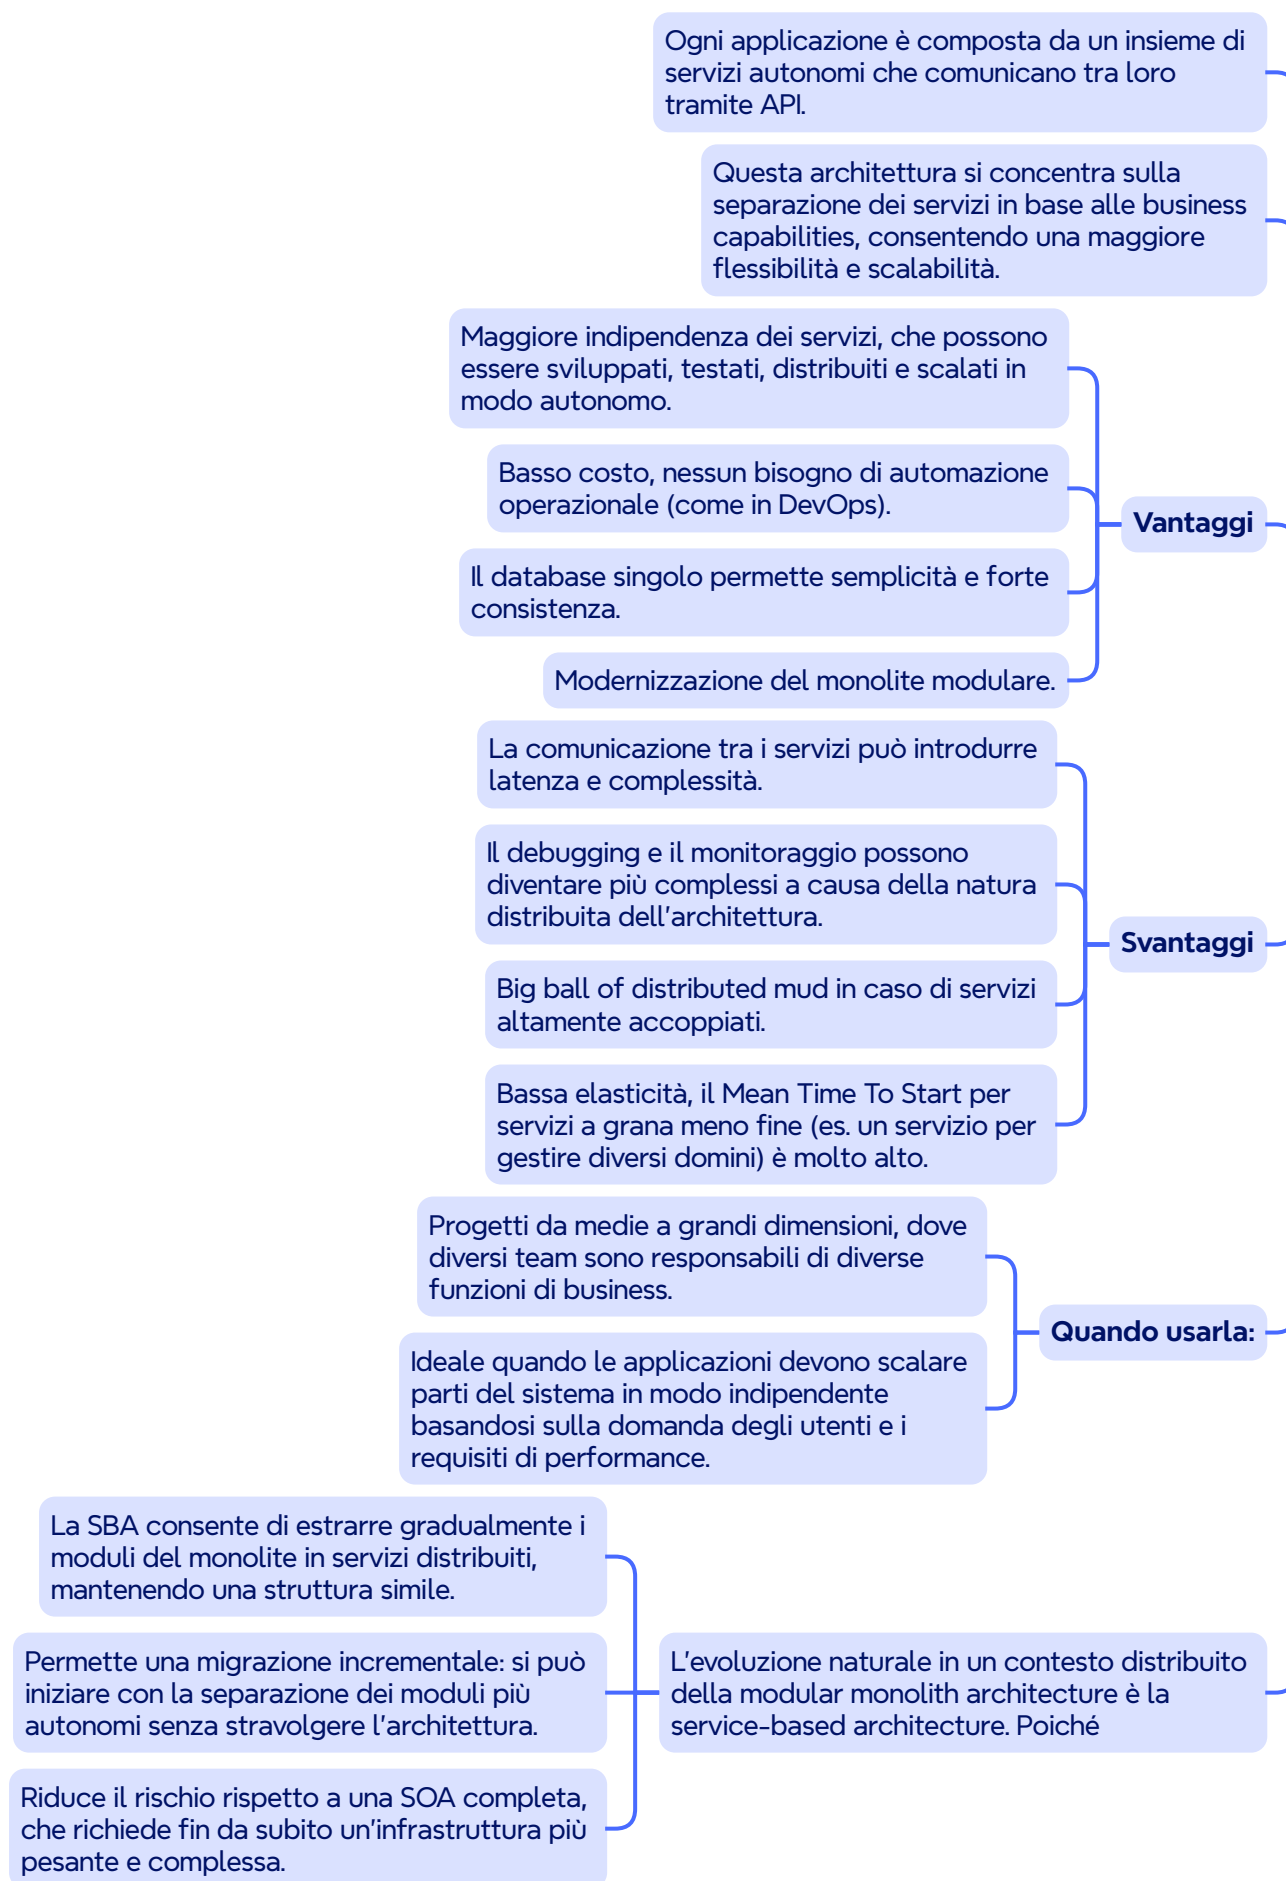 Ogni applicazione è composta da un insieme di
servizi autonomi che comunicano tra loro
tramite API.
Questa architettura si concentra sulla
separazione dei servizi in base alle business
capabilities, consentendo una maggiore
flessibilità e scalabilità.
Maggiore indipendenza dei servizi, che possono
essere sviluppati, testati, distribuiti e scalati in
modo autonomo.
Basso costo, nessun bisogno di automazione
operazionale (come in DevOps).
Vantaggi
Il database singolo permette semplicità e forte
consistenza.
Modernizzazione del monolite modulare.
La comunicazione tra i servizi può introdurre
latenza e complessità.
Il debugging e il monitoraggio possono
diventare più complessi a causa della natura
distribuita dell'architettura.
Svantaggi
Big ball of distributed mud in caso di servizi
altamente accoppiati.
Bassa elasticità, il Mean Time To Start per
servizi a grana meno fine (es. un servizio per
gestire diversi domini) è molto alto.
Progetti da medie a grandi dimensioni, dove
diversi team sono responsabili di diverse
funzioni di business.
Quando usarla:
Ideale quando le applicazioni devono scalare
parti del sistema in modo indipendente
basandosi sulla domanda degli utenti e i
requisiti di performance.
La SBA consente di estrarre gradualmente i
moduli del monolite in servizi distribuiti,
mantenendo una struttura simile.
Permette una migrazione incrementale: si può
iniziare con la separazione dei moduli più
autonomi senza stravolgere l'architettura.
L'evoluzione naturale in un contesto distribuito
della modular monolith architecture è la
service-based architecture. Poiché
Riduce il rischio rispetto a una SOA completa,
che richiede fin da subito un'infrastruttura più
pesante e complessa.